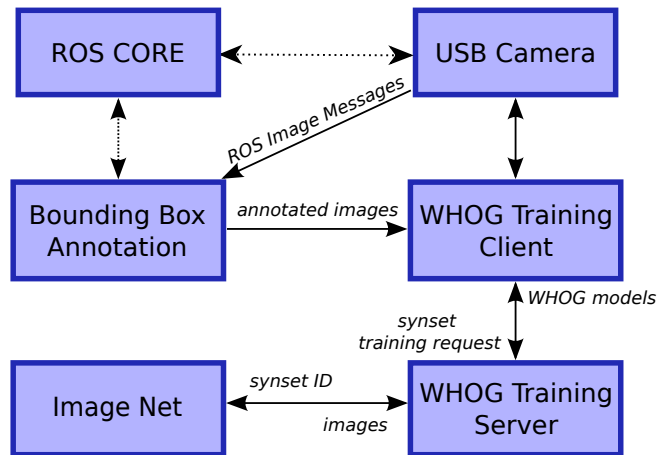 ROS CORE
USB Camera
ROS Image Messages
Bounding Box
Annotation
annotated images
WHOG Training
Client
WHOG models
synset
training request
Image Net
synset ID
images
WHOG Training
Server